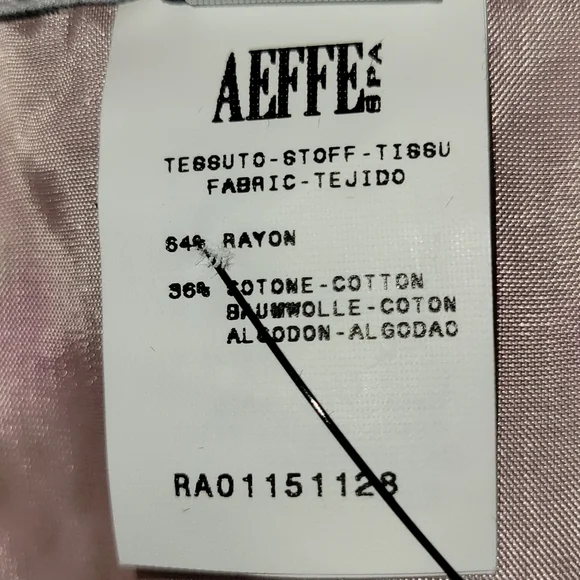 AEFFE SPA
TESSUTO-STOFF-TISSU
FABRIC-TEJIDO
64% RAYON
36% COTONE-COTTON
BAUMWOLLE-COTON
ALGODON-ALGODAO
RA01151128